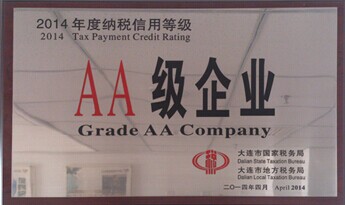 2014 年度纳税信用等级
2014 Tax Payment Credit Rating
AA 级企业
Grade AA Company
大连市国家税务局
Dalian State Taxation Bureau
大连市地方税务局
Dalian Local Taxation Bureau
二〇一四年四月 April 2014